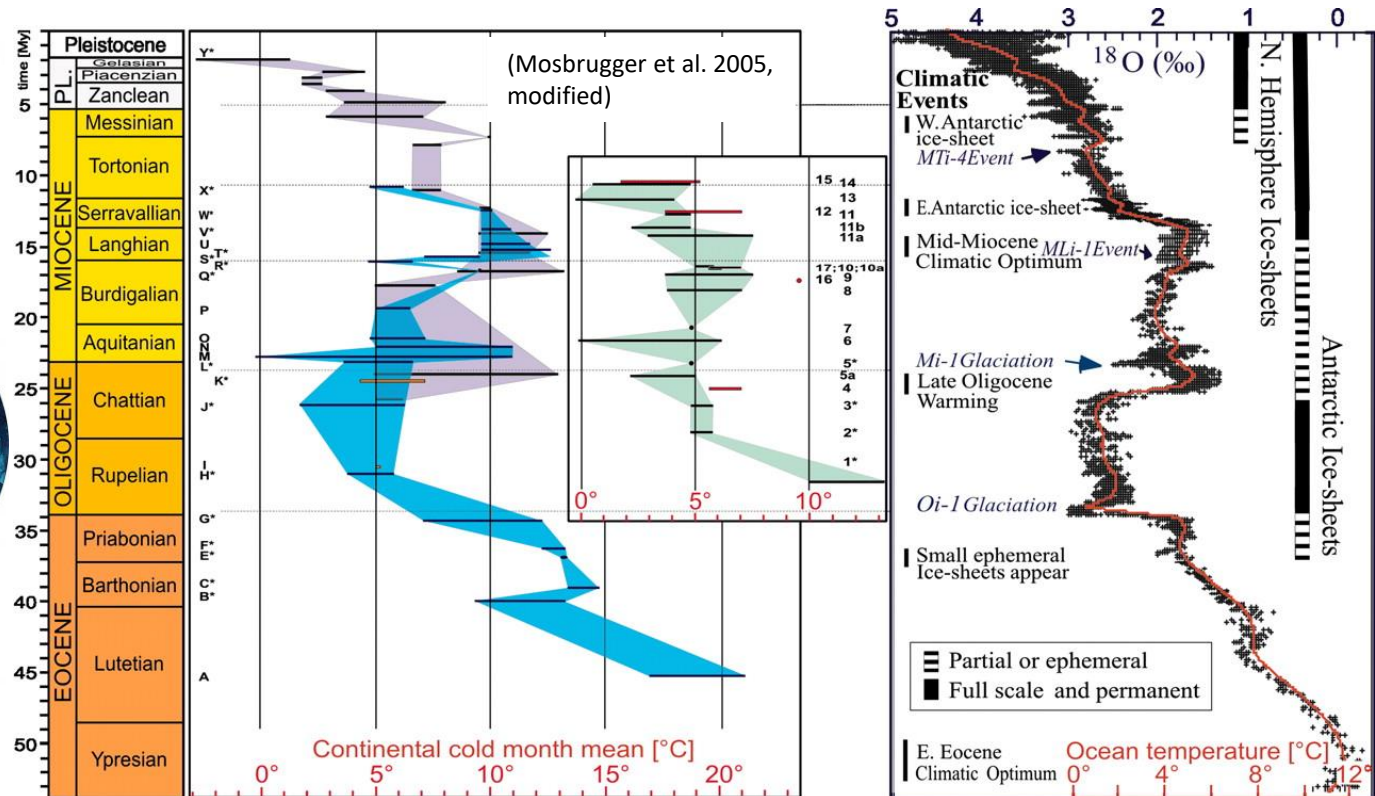 time [My]
5
10
15
20
25
30
35
40
45
50
PL.
MIOCENE
OLIGOCENE
EOCENE
Pleistocene
Gelasian
Piacenzian
Zanclean
Messinian
Tortonian
Serravallian
Langhian
Burdigalian
Aquitanian
Chattian
Rupelian
Priabonian
Barthonian
Lutetian
Ypresian
Y*
X*
W*
V*
U
T*
S*
R*
Q*
P
O
N
M
L*
K*
J*
I
H*
G*
F*
E*
C*
B*
A
(Mosbrugger et al. 2005,
modified)
15
14
13
12
11
11b
11a
17;10;10a
16
9
8
7
6
5*
5a
4
3*
2*
1*
0°
5°
10°
Continental cold month mean [°C]
0°
5°
10°
15°
20°
5
4
3
2
1
0
18O (‰)
Climatic
Events
W.Antarctic
ice-sheet
MTi-4Event
E.Antarctic ice-sheet
Mid-Miocene
Climatic Optimum
MLi-1Event
Mi-1Glaciation
Late Oligocene
Warming
Oi-1Glaciation
Small ephemeral
Ice-sheets appear
N. Hemisphere Ice-sheets
Antarctic Ice-sheets
Partial or ephemeral
Full scale and permanent
E. Eocene
Climatic Optimum
Ocean temperature [°C]
0°
4°
8°
12°